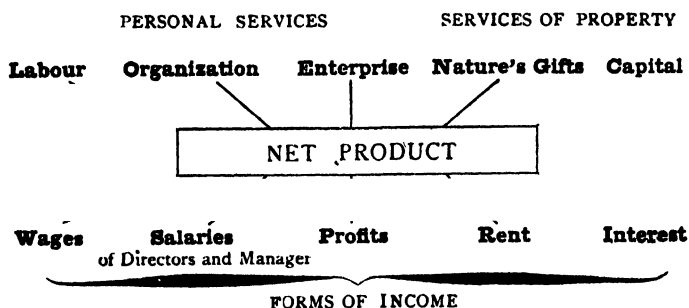 PERSONAL SERVICES SERVICES OF PROPERTY
Labour Organization Enterprise Nature's Gifts Capital
NET PRODUCT
Wages Salaries Profits Rent Interest
of Directors and Manager
FORMS OF INCOME